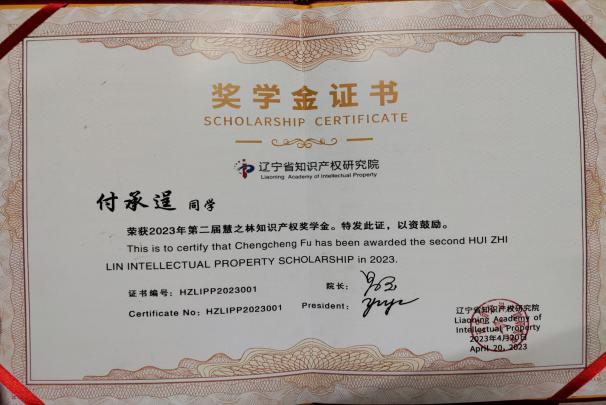 奖学金证书
SCHOLARSHIP CERTIFICATE
辽宁省知识产权研究院
Liaoning Academy of Intellectual Property
付承逞 同学
荣获2023年第二届慧之林知识产权奖学金。特发此证，以资鼓励。
This is to certify that Chengcheng Fu has been awarded the second HUI ZHI
LIN INTELLECTUAL PROPERTY SCHOLARSHIP in 2023.
证书编号：HZLIPP2023001
院长：
Certificate No：HZLIPP2023001
President：
辽宁省知识产权研究院
Liaoning Academy of
Intellectual Property
2023年4月20日
April 20, 2023